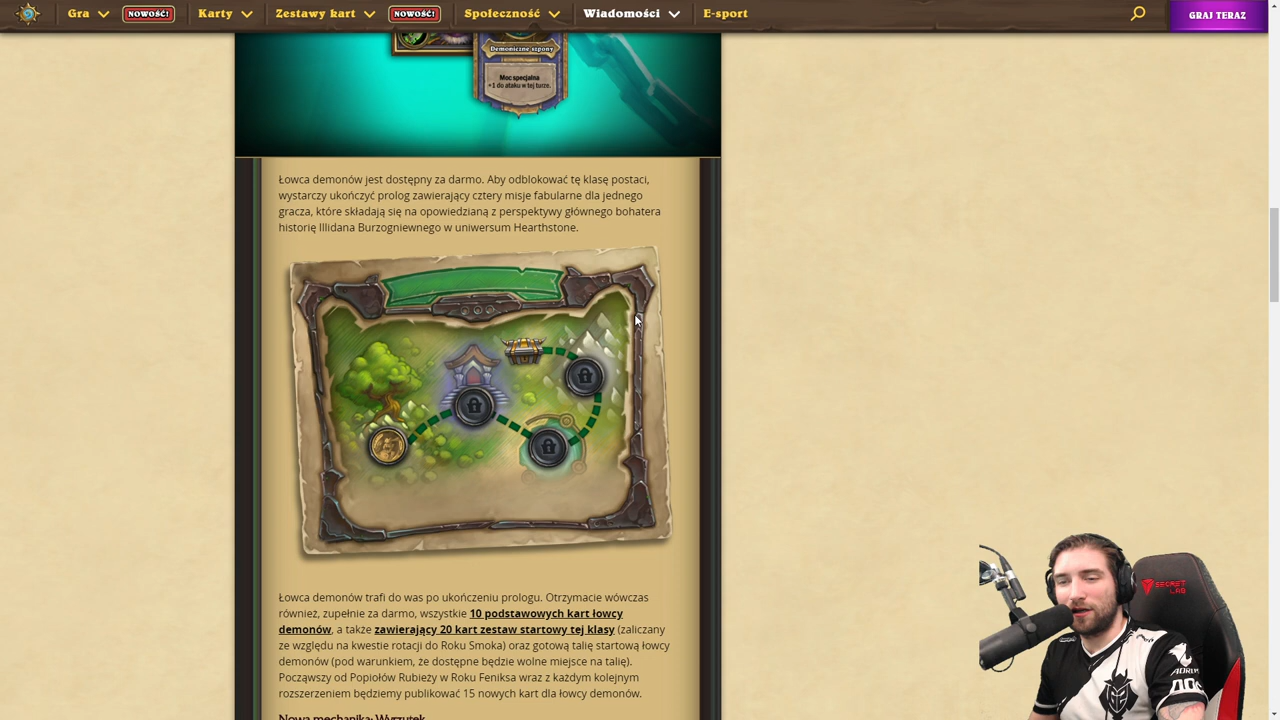 Gra NOWOŚĆ! Karty Zestawy kart NOWOŚĆ! Społeczność Wiadomości E-sport GRAJ TERAZ
Demoniczne szpony
Moc specjalna
+1 do ataku w tej turze.
Łowca demonów jest dostępny za darmo. Aby odblokować tę klasę postaci,
wystarczy ukończyć prolog zawierający cztery misje fabularne dla jednego
gracza, które składają się na opowiedzianą z perspektywy głównego bohatera
historię Illidana Burzogniewnego w uniwersum Hearthstone.
Łowca demonów trafi do was po ukończeniu prologu. Otrzymacie wówczas
również, zupełnie za darmo, wszystkie 10 podstawowych kart łowcy
demonów, a także zawierający 20 kart zestaw startowy tej klasy (zaliczany
ze względu na kwestie rotacji do Roku Smoka) oraz gotową talię startową łowcy
demonów (pod warunkiem, że dostępne będzie wolne miejsce na talię).
Począwszy od Popiołów Rubieży w Roku Feniksa wraz z każdym kolejnym
rozszerzeniem będziemy publikować 15 nowych kart dla łowcy demonów.
Nowa mechanika: Wyrzutek
SECRET
LAB
AORUS